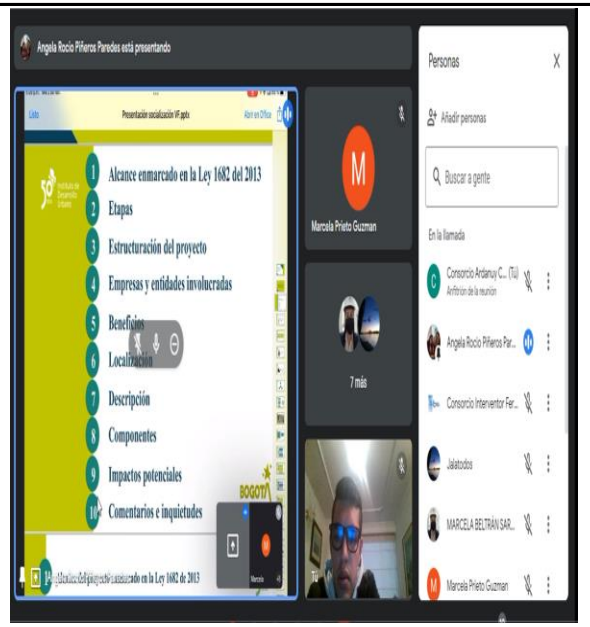 Angela Rocio Piñeros Paredes está presentando
Listo
Presentación socialización VF.pptx
Abrir en Office
50
Instituto de
Desarrollo
Urbano
1 Alcance enmarcado en la Ley 1682 del 2013
2 Etapas
3 Estructuración del proyecto
4 Empresas y entidades involucradas
5 Beneficios
6 Localización
7 Descripción
8 Componentes
9 Impactos potenciales
10 Comentarios e inquietudes
BOGOTÁ
en la Ley 1682 de 2013
Marcela
M
Marcela Prieto Guzman
7 más
Tú
Personas
Añadir personas
Buscar a gente
En la llamada
C
Consorcio Ardanuy C... (Tú)
Anfitrión de la reunión
Angela Rocio Piñeros Par...
Consorcio Interventor Fer...
Jalatodos
MARCELA BELTRÁN SAR...
M
Marcela Prieto Guzman